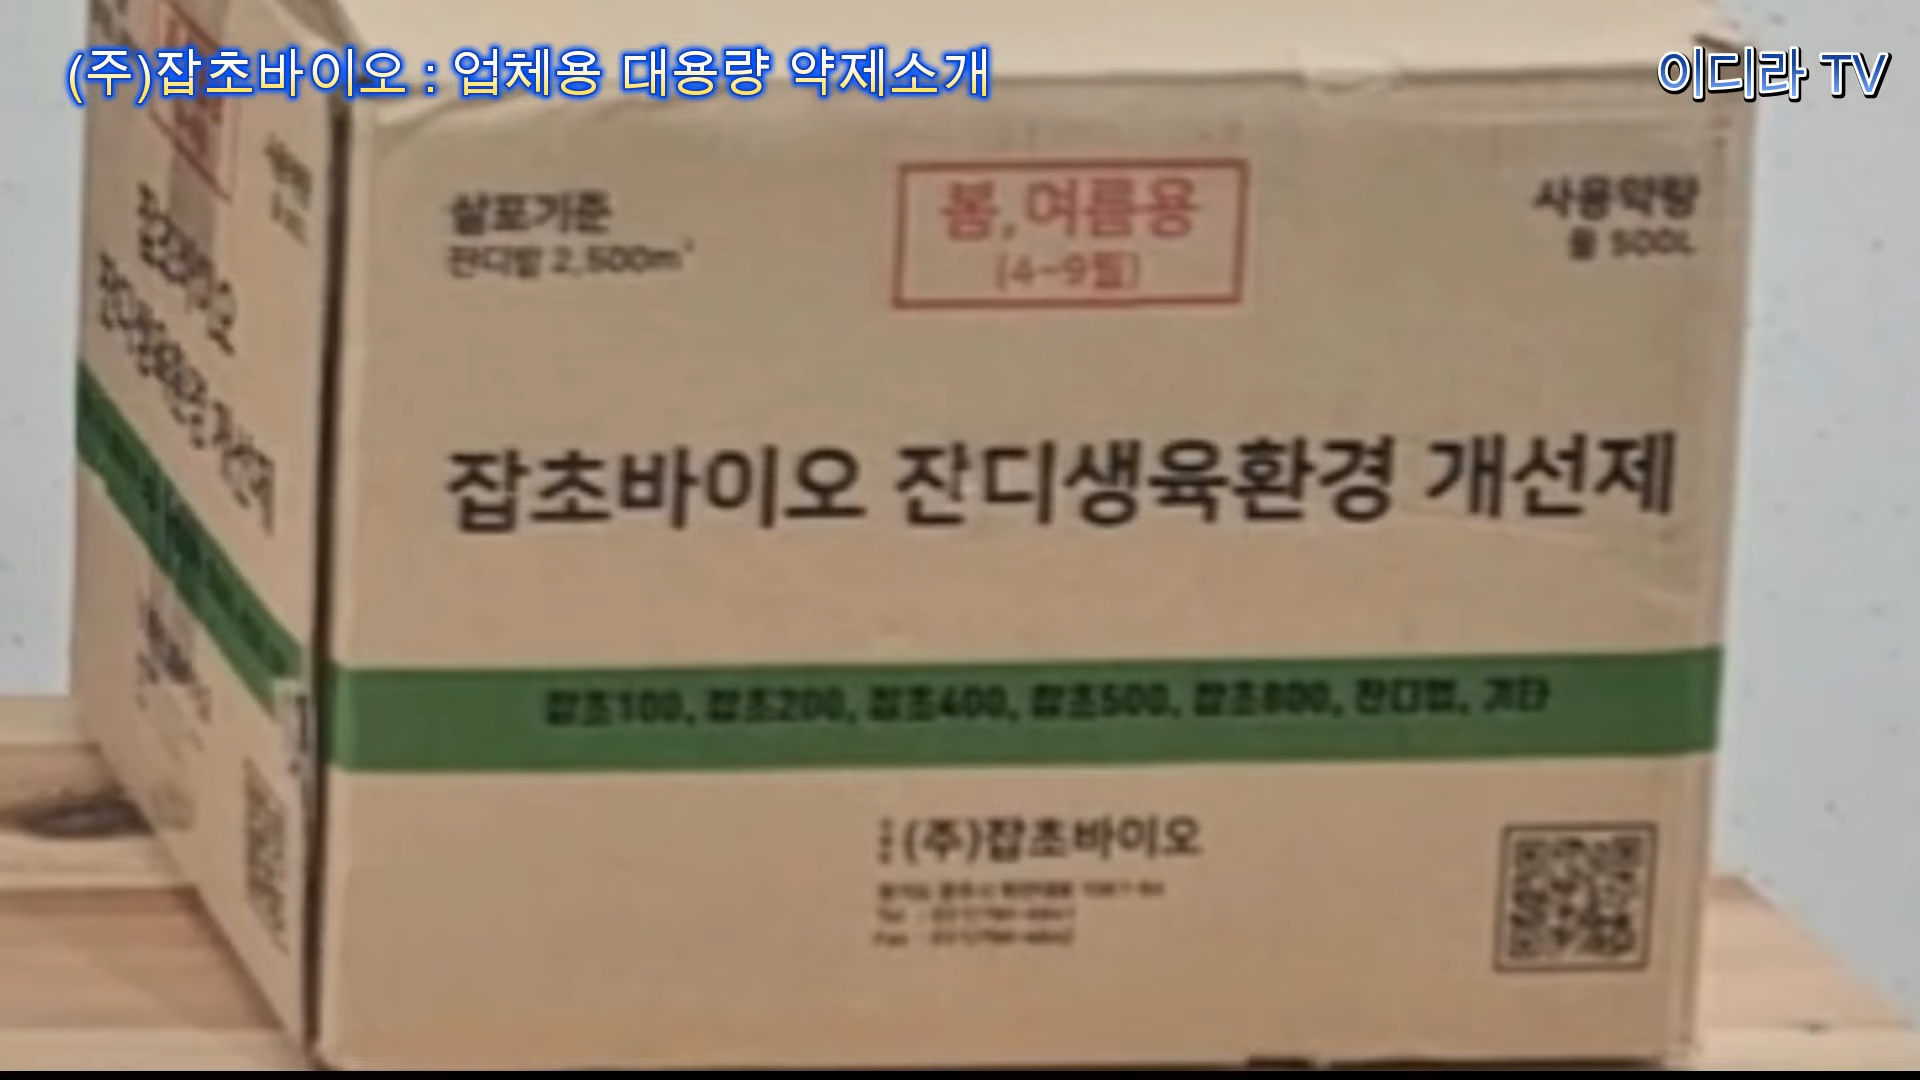 (주)잡초바이오 : 업체용 대용량 약제소개
이디라 TV
살포기준
잔디밭 2,500m²
봄,여름용
(4~9월)
사용약량
물 500L
잡초바이오 잔디생육환경 개선제
잡초100, 잡초200, 잡초400, 잡초500, 잡초800, 잔디럽, 기타
(주)잡초바이오
Tel :
Fax :